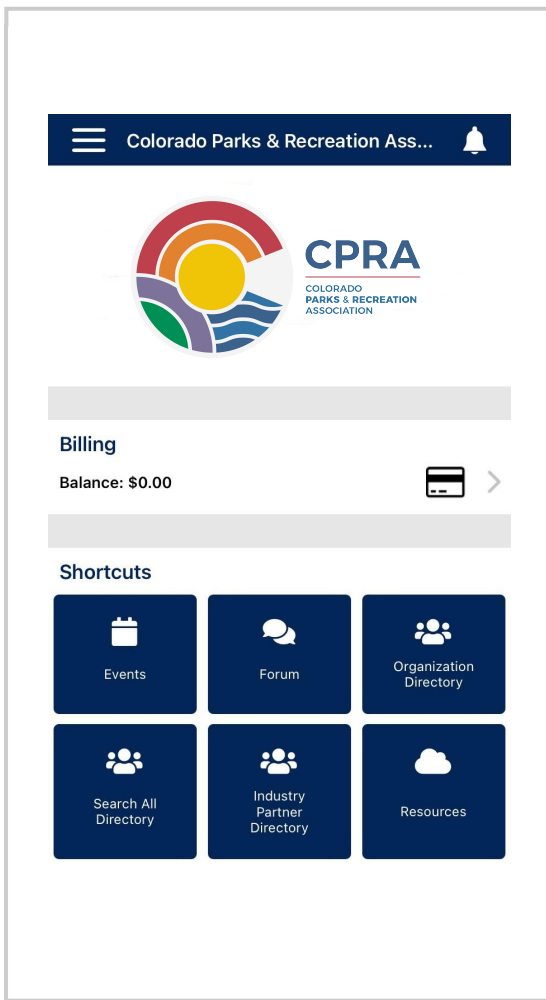 Colorado Parks & Recreation Ass...
CPRA
COLORADO
PARKS & RECREATION
ASSOCIATION
Billing
Balance: $0.00
Shortcuts
Events
Forum
Organization
Directory
Search All
Directory
Industry
Partner
Directory
Resources